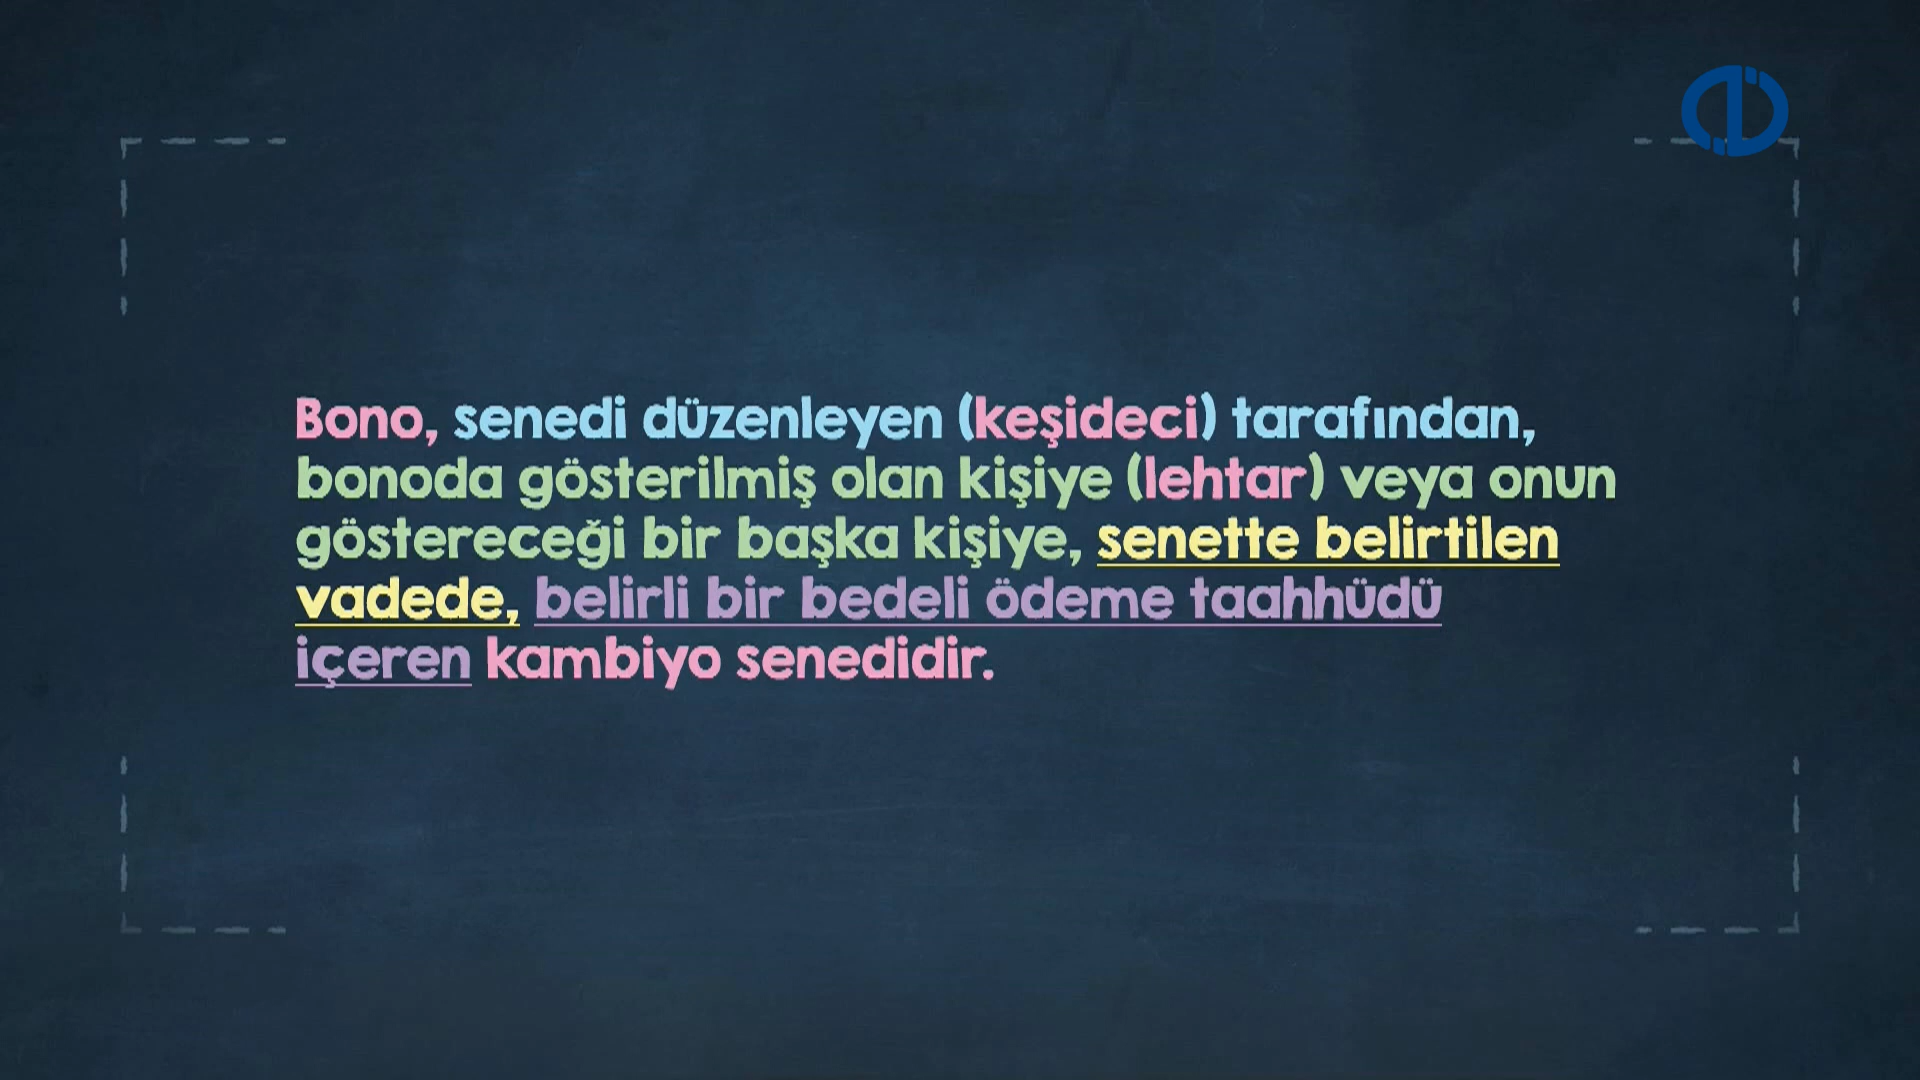 Bono, senedi düzenleyen (keşideci) tarafından,
bonoda gösterilmiş olan kişiye (lehtar) veya onun
göstereceği bir başka kişiye, senette belirtilen
vadede, belirli bir bedeli ödeme taahhüdü
içeren kambiyo senedidir.